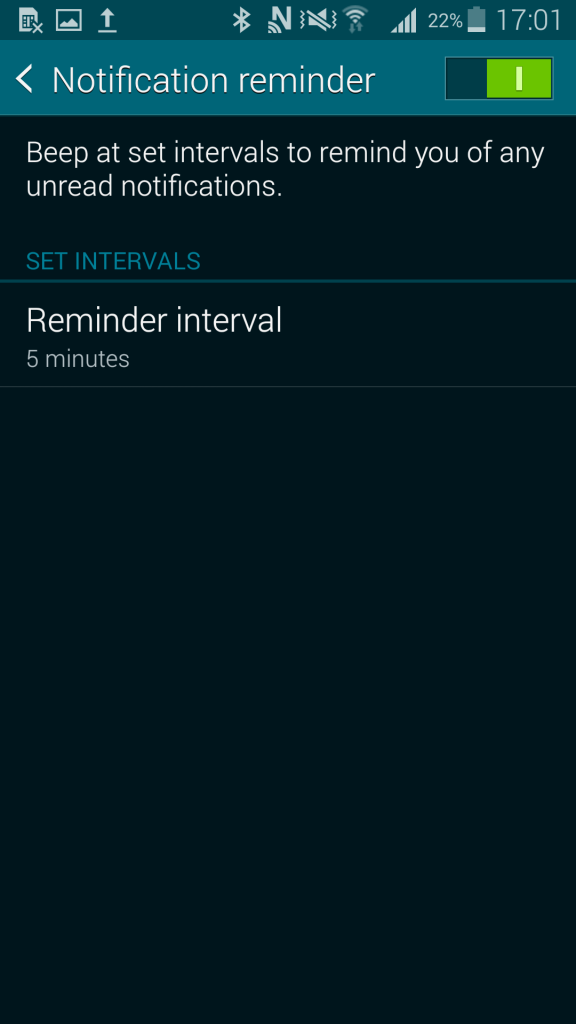 22% 17:01
Notification reminder
Beep at set intervals to remind you of any
unread notifications.
SET INTERVALS
Reminder interval
5 minutes